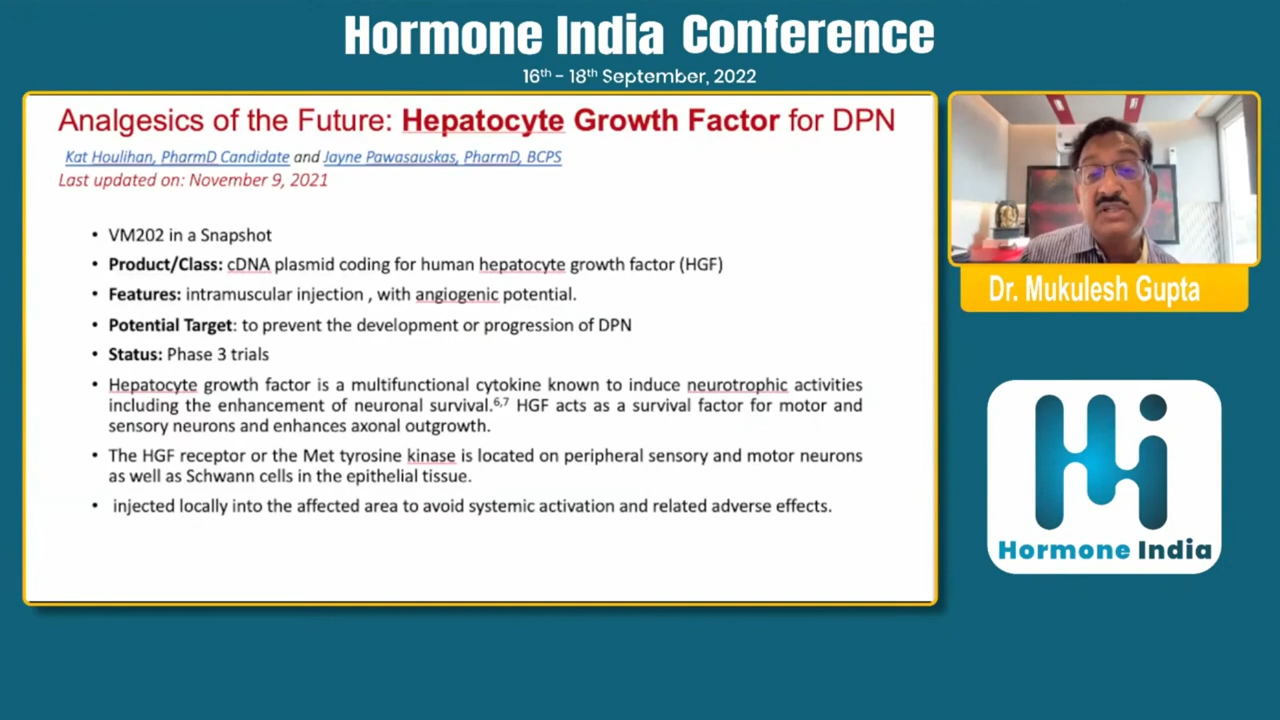 Hormone India Conference
16th - 18th September, 2022
Analgesics of the Future: Hepatocyte Growth Factor for DPN
Kat Houlihan, PharmD Candidate and Jayne Pawasauskas, PharmD, BCPS
Last updated on: November 9, 2021
• VM202 in a Snapshot
• Product/Class: cDNA plasmid coding for human hepatocyte growth factor (HGF)
• Features: intramuscular injection , with angiogenic potential.
• Potential Target: to prevent the development or progression of DPN
• Status: Phase 3 trials
• Hepatocyte growth factor is a multifunctional cytokine known to induce neurotrophic activities
including the enhancement of neuronal survival.6,7 HGF acts as a survival factor for motor and
sensory neurons and enhances axonal outgrowth.
• The HGF receptor or the Met tyrosine kinase is located on peripheral sensory and motor neurons
as well as Schwann cells in the epithelial tissue.
• injected locally into the affected area to avoid systemic activation and related adverse effects.
Dr. Mukulesh Gupta
Hormone India